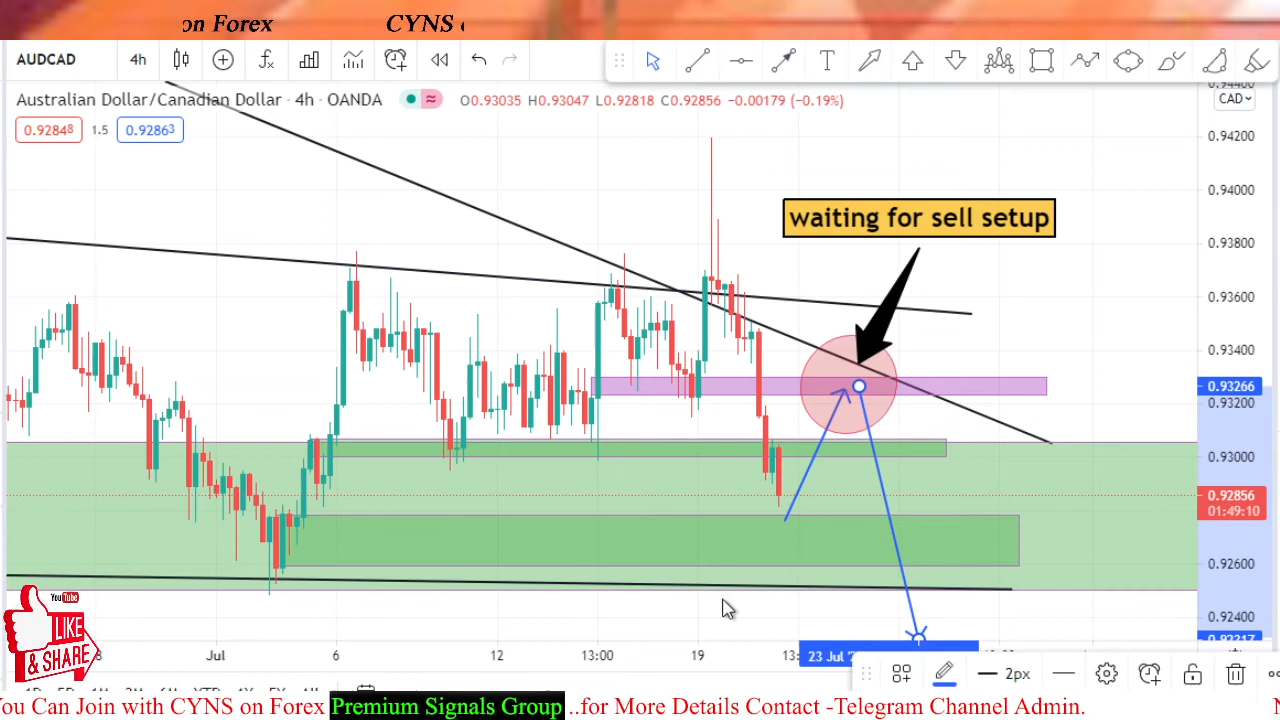 on Forex CYNS
AUDCAD 4h
Australian Dollar/Canadian Dollar · 4h · OANDA O0.93035 H0.93047 L0.92818 C0.92856 −0.00179 (−0.19%)
CAD
0.92848 1.5 0.92863
0.94200
0.94000
waiting for sell setup
0.93800
0.93600
0.93400
0.93266
0.93200
0.93000
0.92856
01:49:10
0.92600
0.92400
YouTube
LIKE
& SHARE
Jul 6 12 13:00 19 23 Jul
2px
You Can Join with CYNS on Forex Premium Signals Group ..for More Details Contact -Telegram Channel Admin.